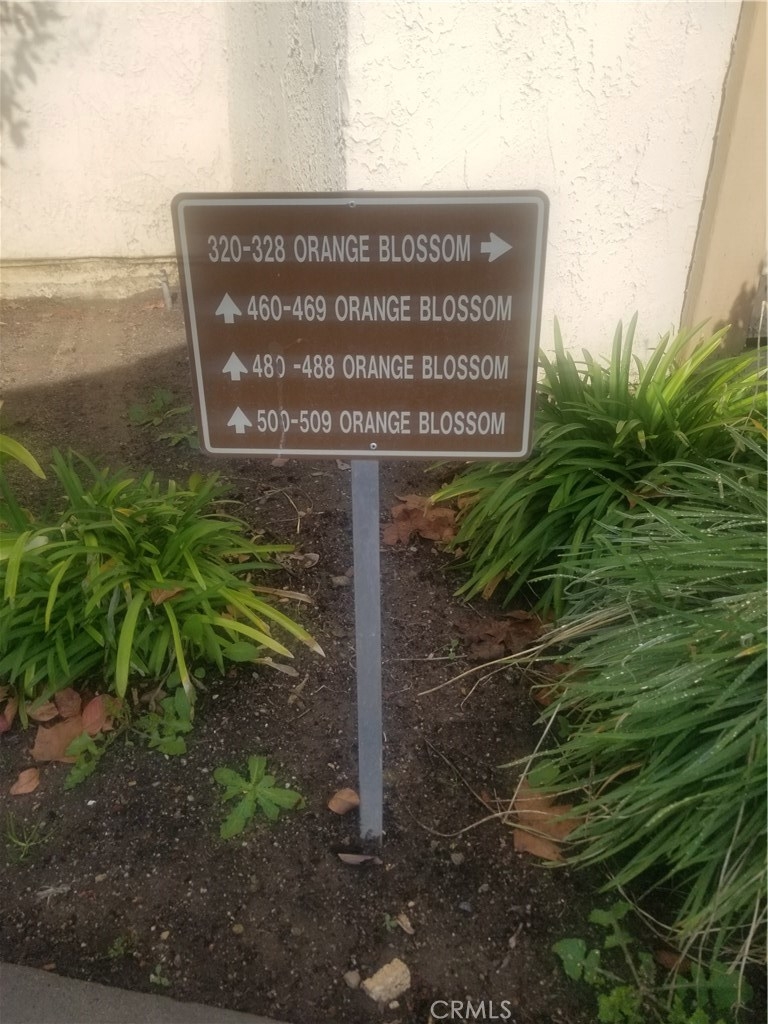 320-328 ORANGE BLOSSOM →
↑ 460-469 ORANGE BLOSSOM
↑ 480-488 ORANGE BLOSSOM
↑ 500-509 ORANGE BLOSSOM
CRMLS